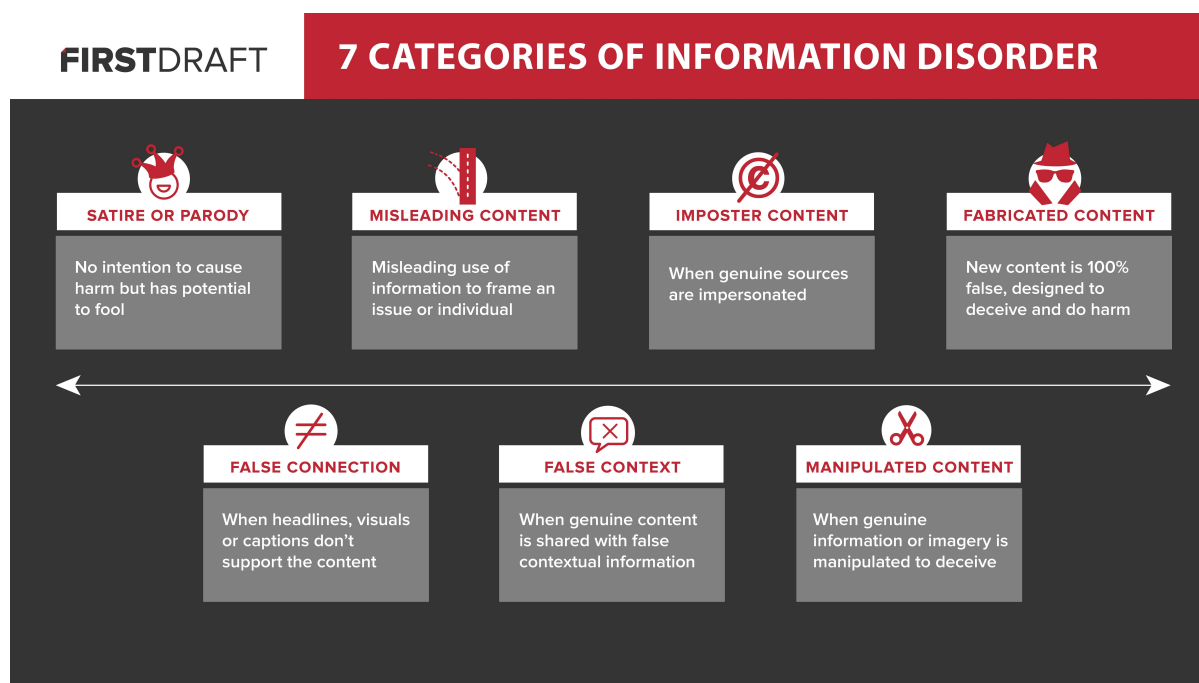 FIRSTDRAFT
7 CATEGORIES OF INFORMATION DISORDER
SATIRE OR PARODY
No intention to cause
harm but has potential
to fool
MISLEADING CONTENT
Misleading use of
information to frame an
issue or individual
IMPOSTER CONTENT
When genuine sources
are impersonated
FABRICATED CONTENT
New content is 100%
false, designed to
deceive and do harm
FALSE CONNECTION
When headlines, visuals
or captions don’t
support the content
FALSE CONTEXT
When genuine content
is shared with false
contextual information
MANIPULATED CONTENT
When genuine
information or imagery is
manipulated to deceive